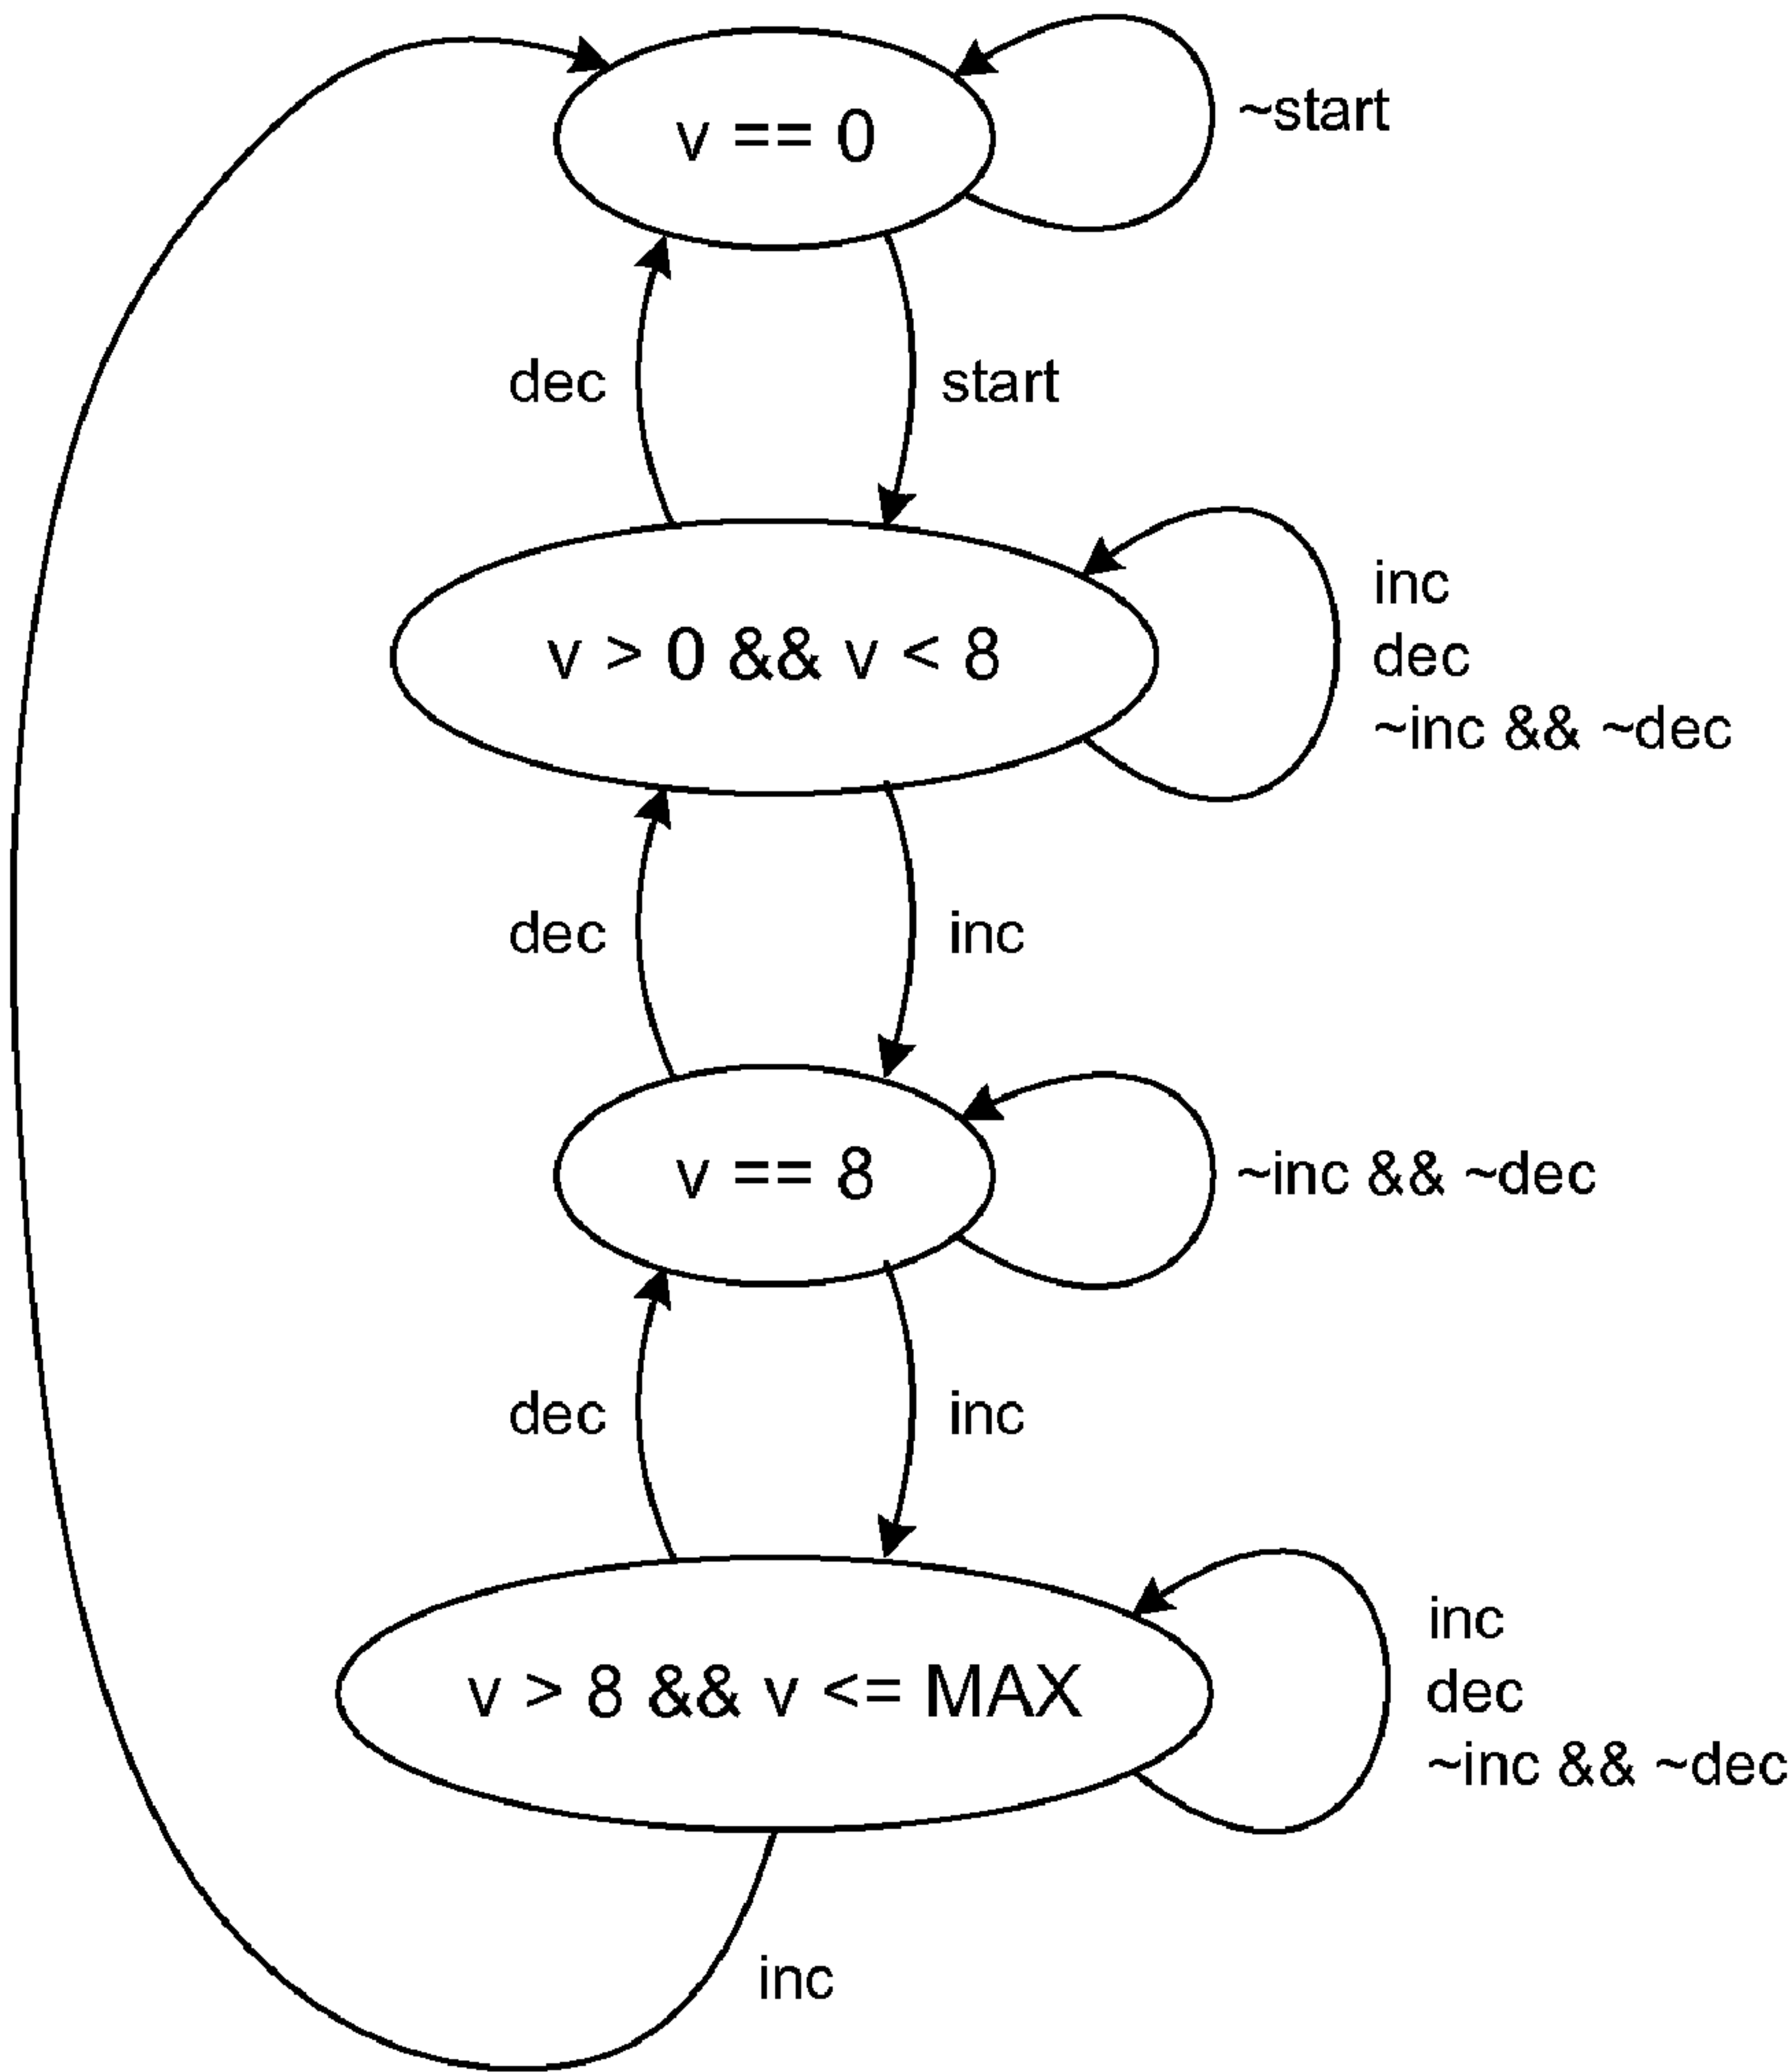 v == 0
~start
dec
start
v > 0 && v < 8
inc
dec
~inc && ~dec
dec
inc
v == 8
~inc && ~dec
dec
inc
v > 8 && v <= MAX
inc
dec
~inc && ~dec
inc